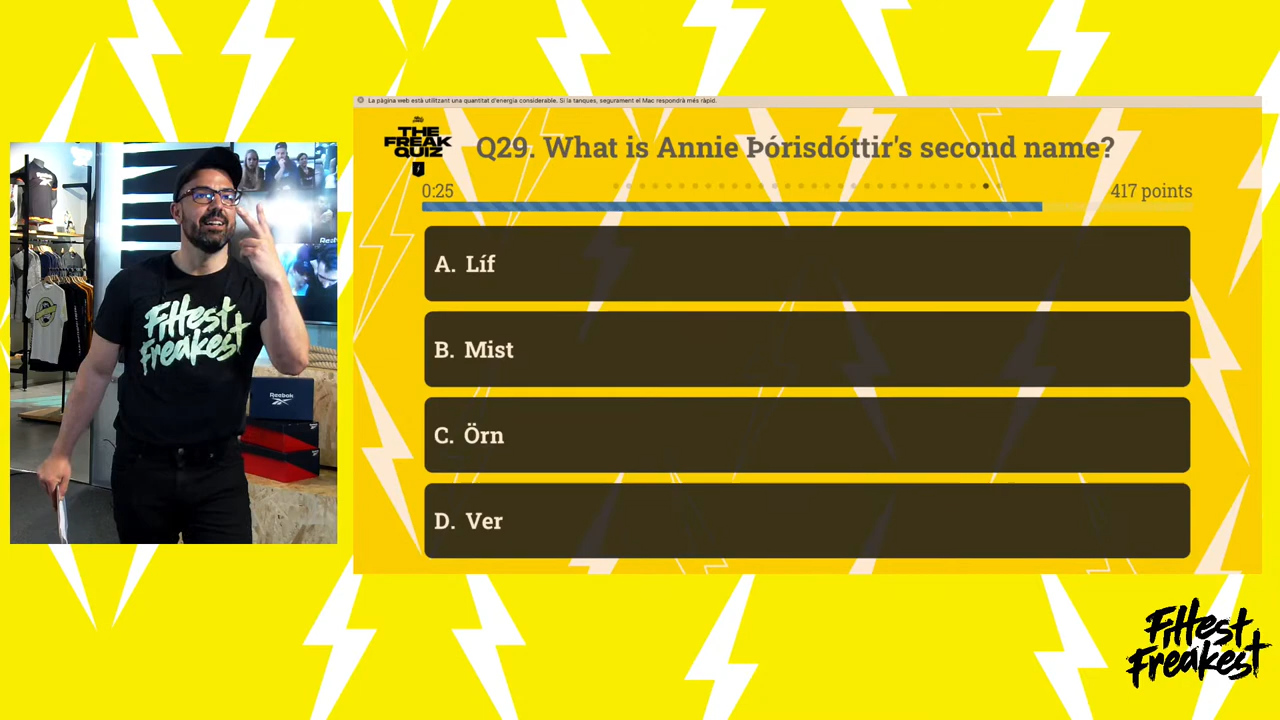 La pàgina web està utilitzant una quantitat d'energia considerable. Si la tanques, segurament el Mac respondrà més ràpid.
THE
FREAK
QUIZ
Q29. What is Annie Þórisdóttir's second name?
0:25
417 points
A. Líf
B. Mist
C. Örn
D. Ver
Fittest
Freakest
Reebok
Fittest
Freakest